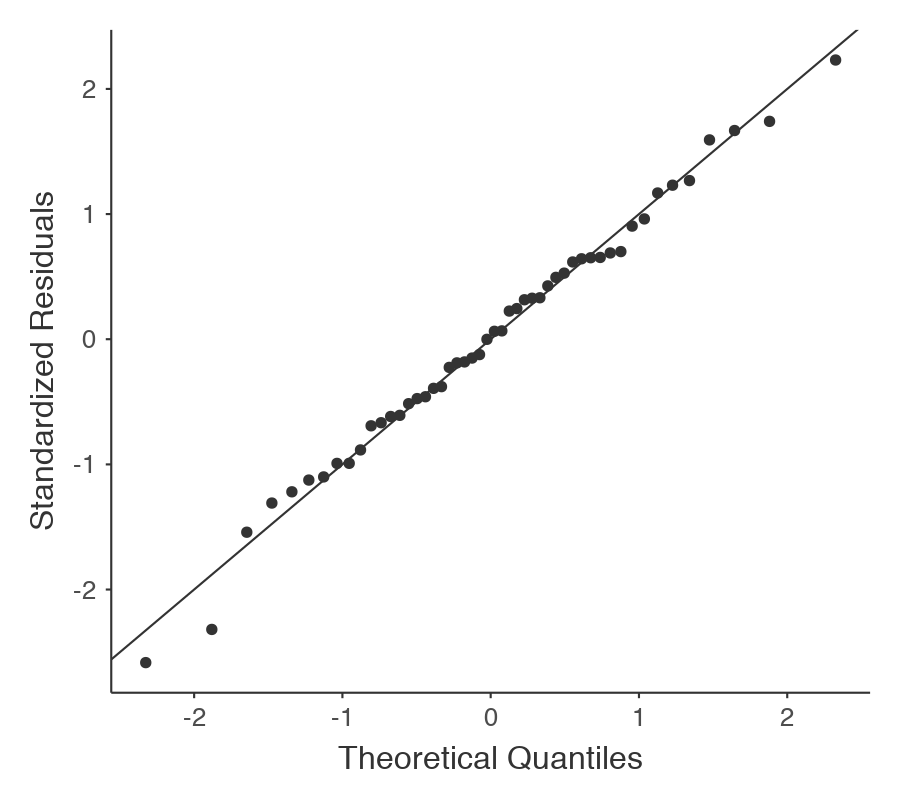 2
1
0
-1
-2
Standardized Residuals
-2 -1 0 1 2
Theoretical Quantiles